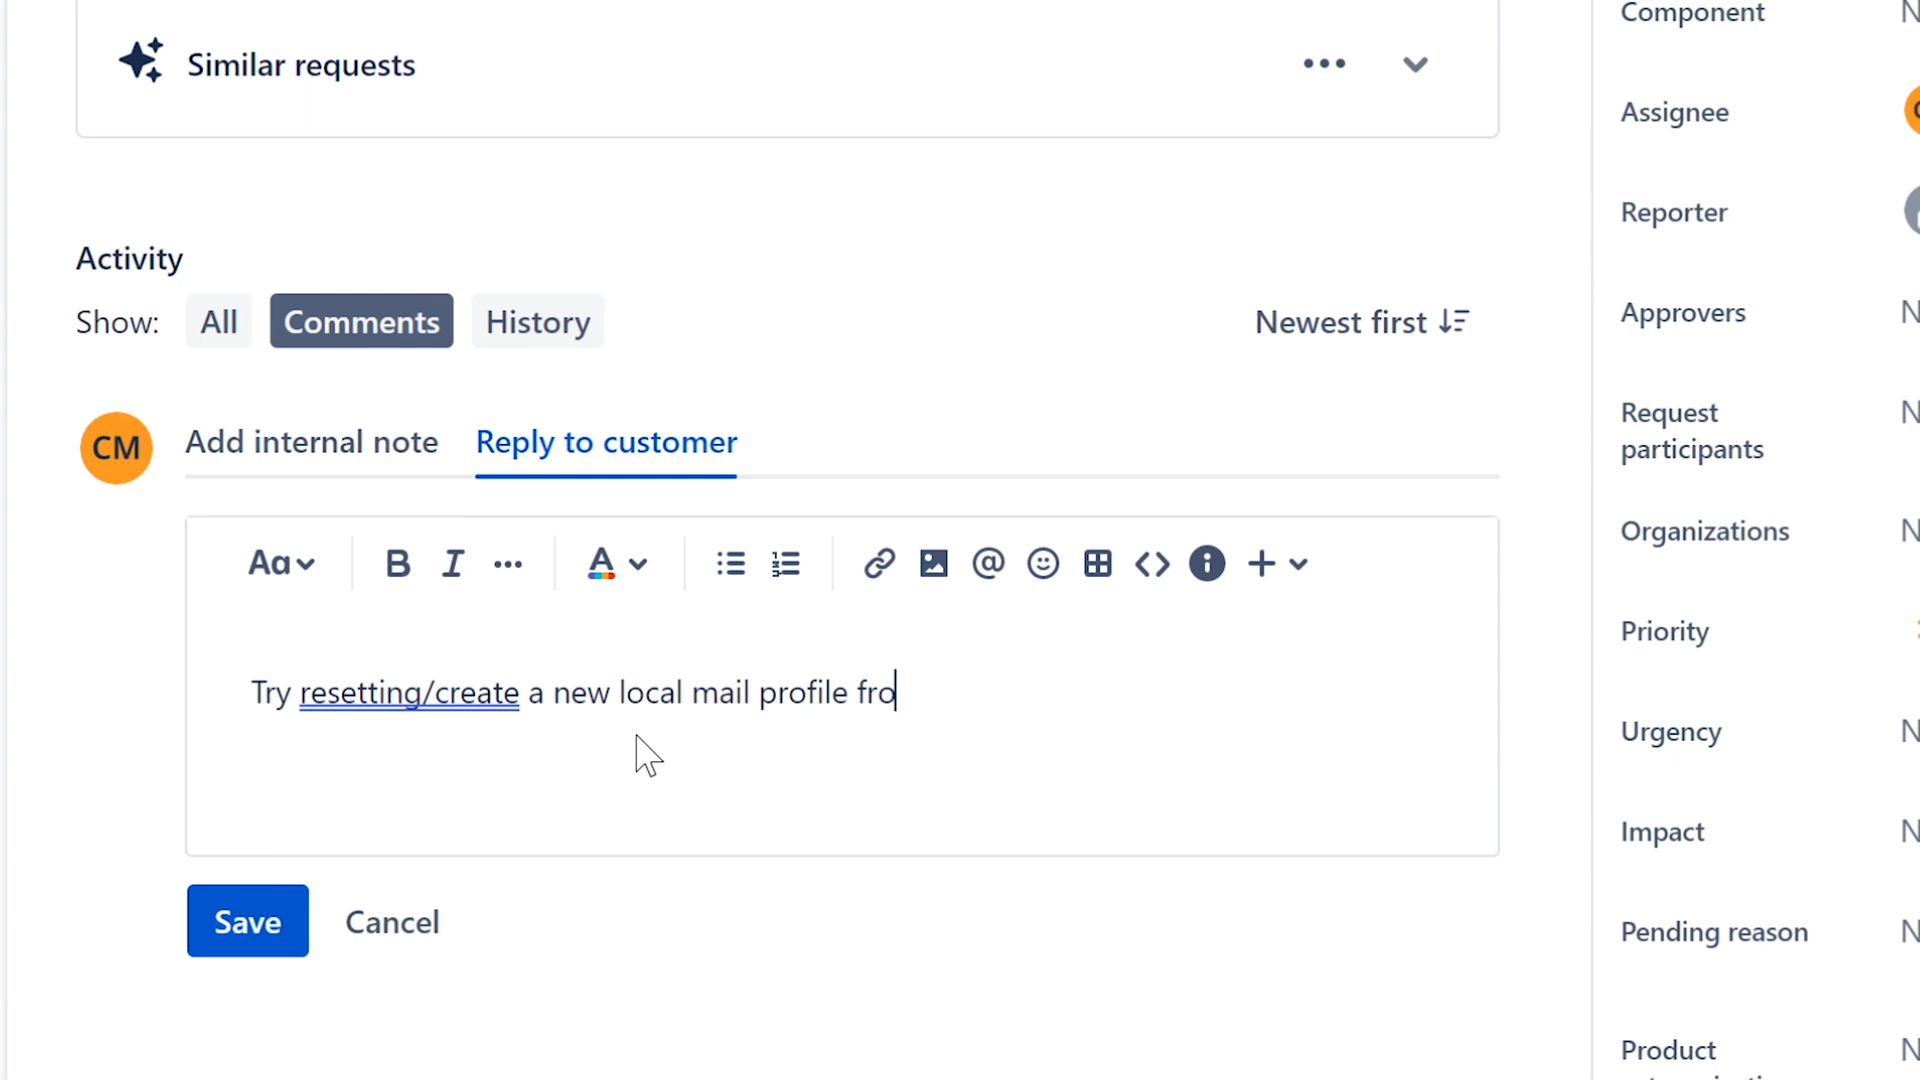 Similar requests
Activity
Show: All Comments History
Newest first
CM
Add internal note Reply to customer
Aa B I A @ <> +
Try resetting/create a new local mail profile fro
Save Cancel
Component
Assignee
Reporter
Approvers
Request
participants
Organizations
Priority
Urgency
Impact
Pending reason
Product